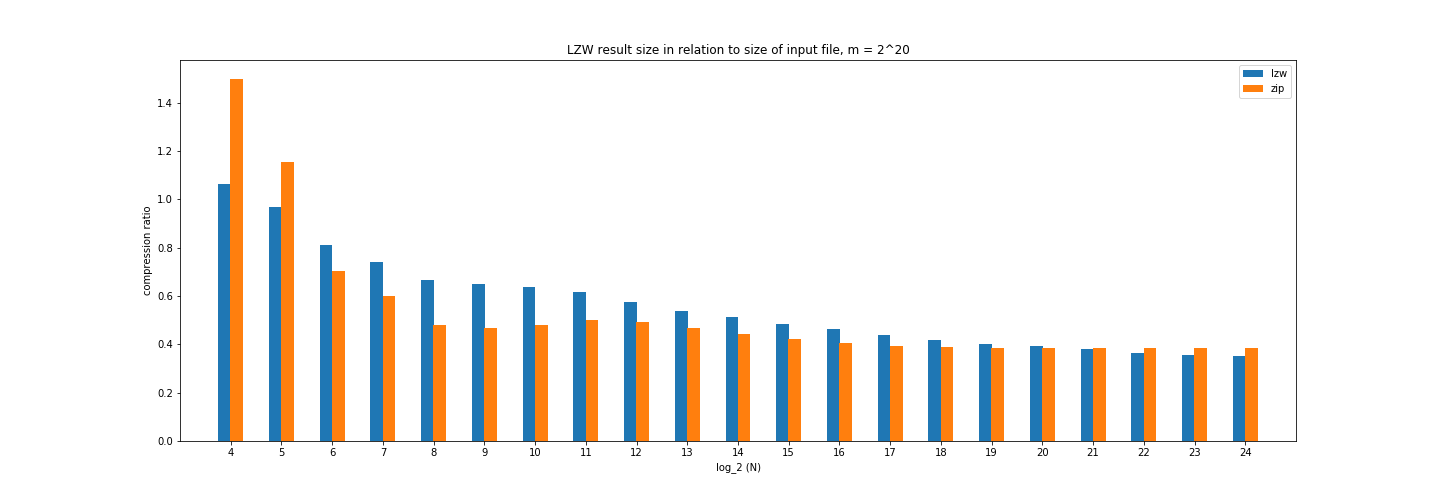 LZW result size in relation to size of input file, m = 2^20
lzw
zip
compression ratio
1.4
1.2
1.0
0.8
0.6
0.4
0.2
0.0
4 5 6 7 8 9 10 11 12 13 14 15 16 17 18 19 20 21 22 23 24
log_2 (N)